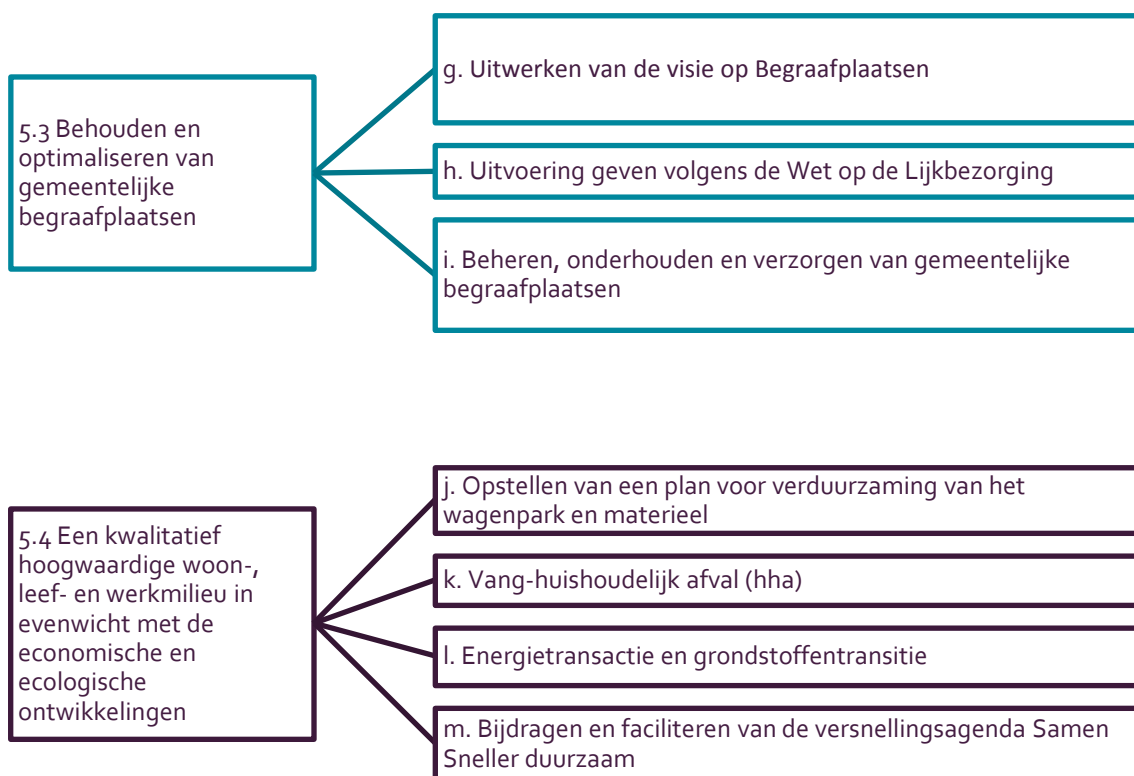 5.3 Behouden en
optimaliseren van
gemeentelijke
begraafplaatsen
g. Uitwerken van de visie op Begraafplaatsen
h. Uitvoering geven volgens de Wet op de Lijkbezorging
i. Beheren, onderhouden en verzorgen van gemeentelijke
begraafplaatsen
5.4 Een kwalitatief
hoogwaardige woon-,
leef- en werkmilieu in
evenwicht met de
economische en
ecologische
ontwikkelingen
j. Opstellen van een plan voor verduurzaming van het
wagenpark en materieel
k. Vang-huishoudelijk afval (hha)
l. Energietransactie en grondstoffentransitie
m. Bijdragen en faciliteren van de versnellingsagenda Samen
Sneller duurzaam